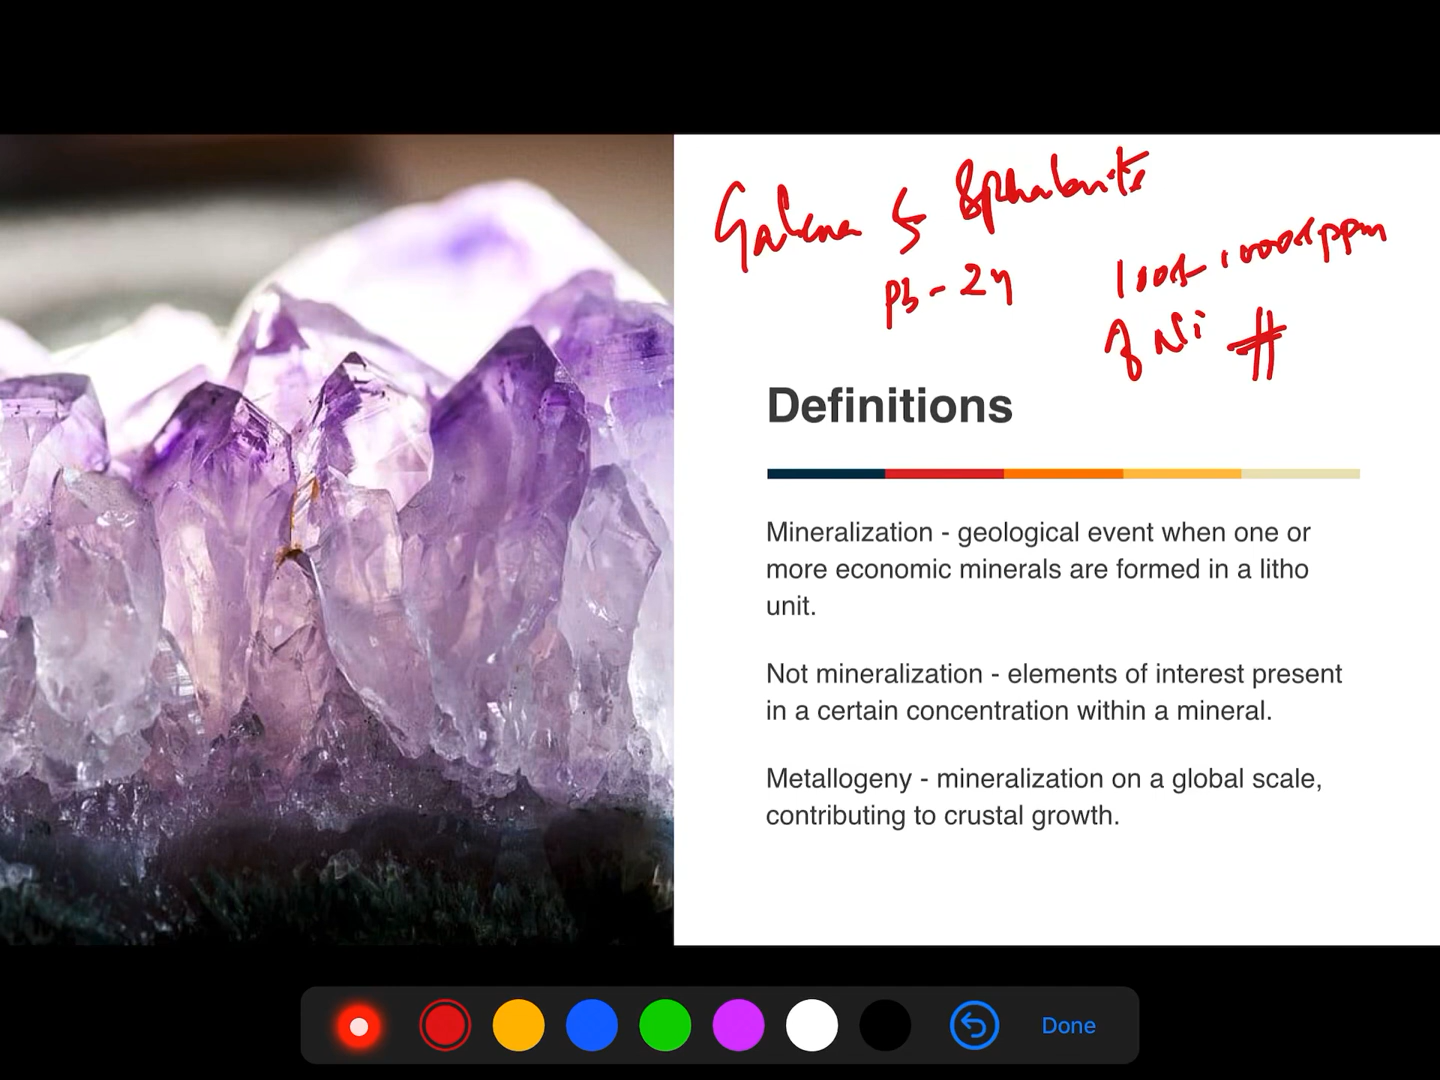 Galena & Sphalerite
Pb - Zn
ppm
of Ni #
Definitions
Mineralization - geological event when one or
more economic minerals are formed in a litho
unit.
Not mineralization - elements of interest present
in a certain concentration within a mineral.
Metallogeny - mineralization on a global scale,
contributing to crustal growth.
Done